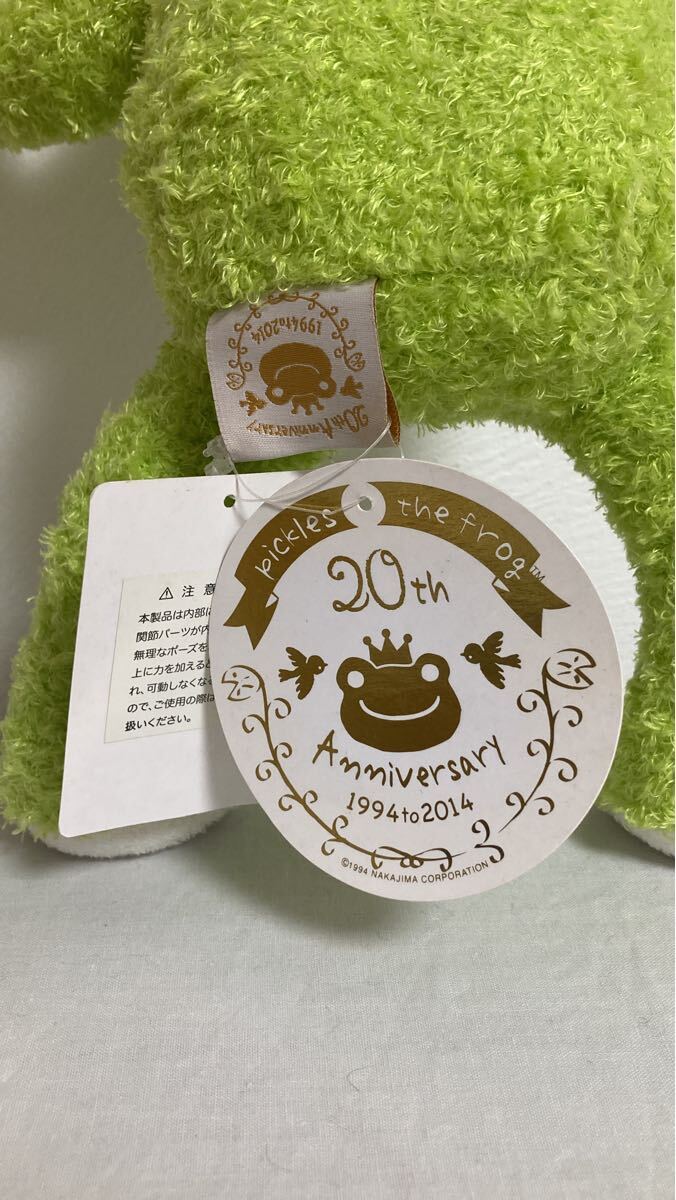 1994to2014
20th Anniversary
pickles the frog™
20th
Anniversary
1994to2014
©1994 NAKAJIMA CORPORATION
⚠ 注 意
本製品は内部に
関節パーツが内
無理なポーズを
上に力を加えると
れ、可動しなくな
ので、ご使用の際は
扱いください。